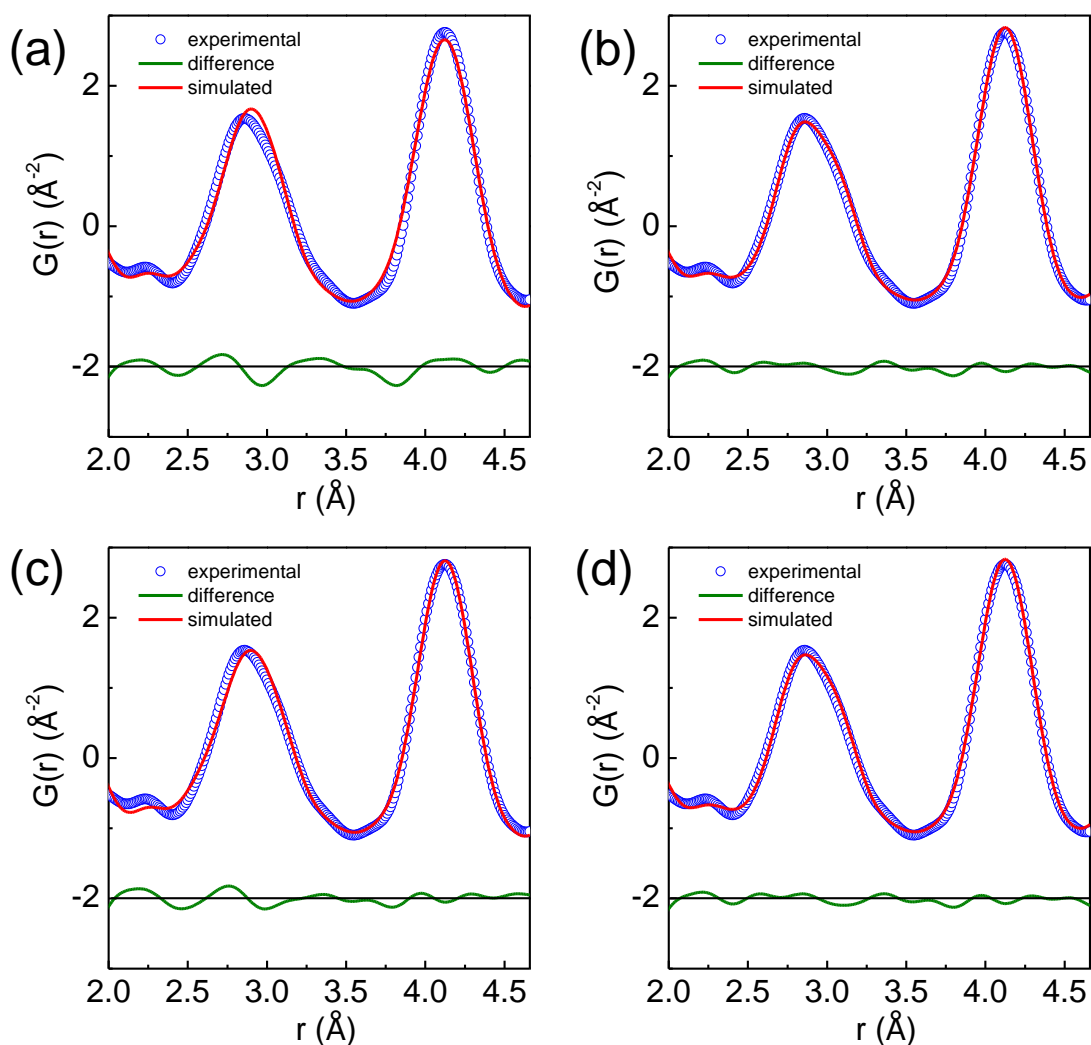 (a)
experimental
difference
simulated
2
0
-2
G(r) (Å-2)
2.0 2.5 3.0 3.5 4.0 4.5
r (Å)
(b)
experimental
difference
simulated
2
0
-2
G(r) (Å-2)
2.0 2.5 3.0 3.5 4.0 4.5
r (Å)
(c)
experimental
difference
simulated
2
0
-2
G(r) (Å-2)
2.0 2.5 3.0 3.5 4.0 4.5
r (Å)
(d)
experimental
difference
simulated
2
0
-2
G(r) (Å-2)
2.0 2.5 3.0 3.5 4.0 4.5
r (Å)